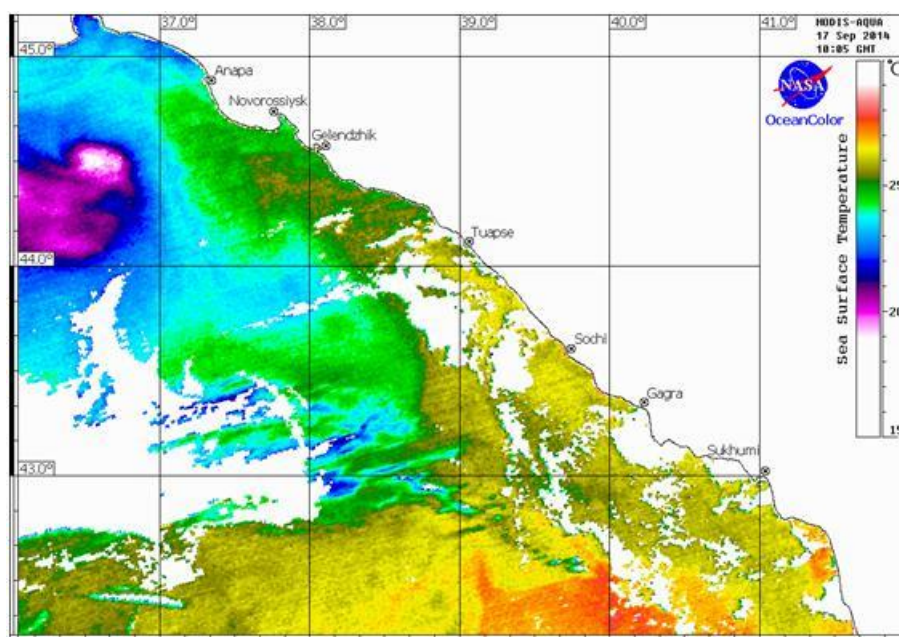 37.0°
38.0°
39.0°
40.0°
41.0°
MODIS-AQUA
17 Sep 2014
10:05 GMT
45.0°
°C
Anapa
NASA
Novorossiysk
OceanColor
Gelendzhik
25
Sea Surface Temperature
Tuapse
44.0°
20
Sochi
Gagra
15
Sukhumi
43.0°